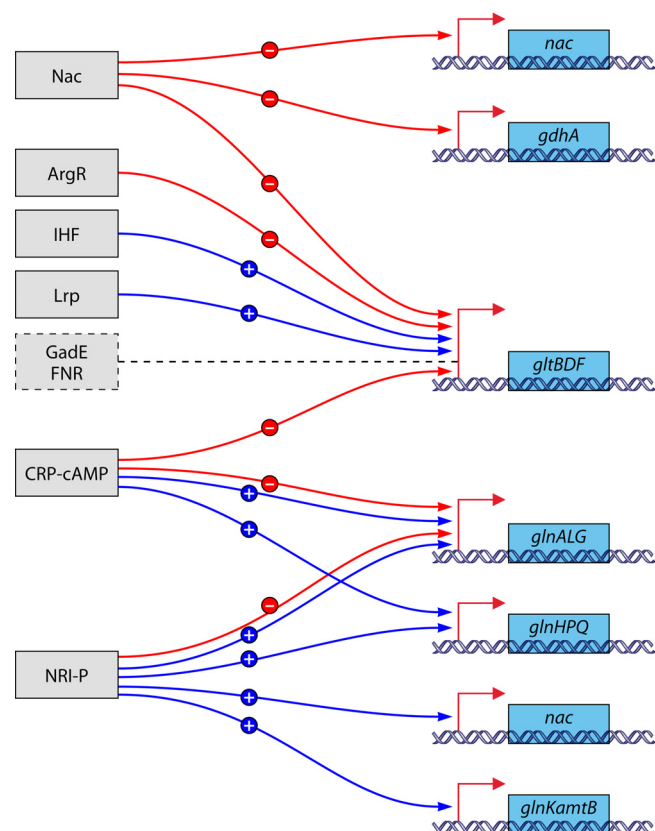 Nac
nac
gdhA
ArgR
IHF
Lrp
GadE
FNR
gltBDF
CRP-cAMP
glnALG
glnHPQ
NRI-P
nac
glnKamtB